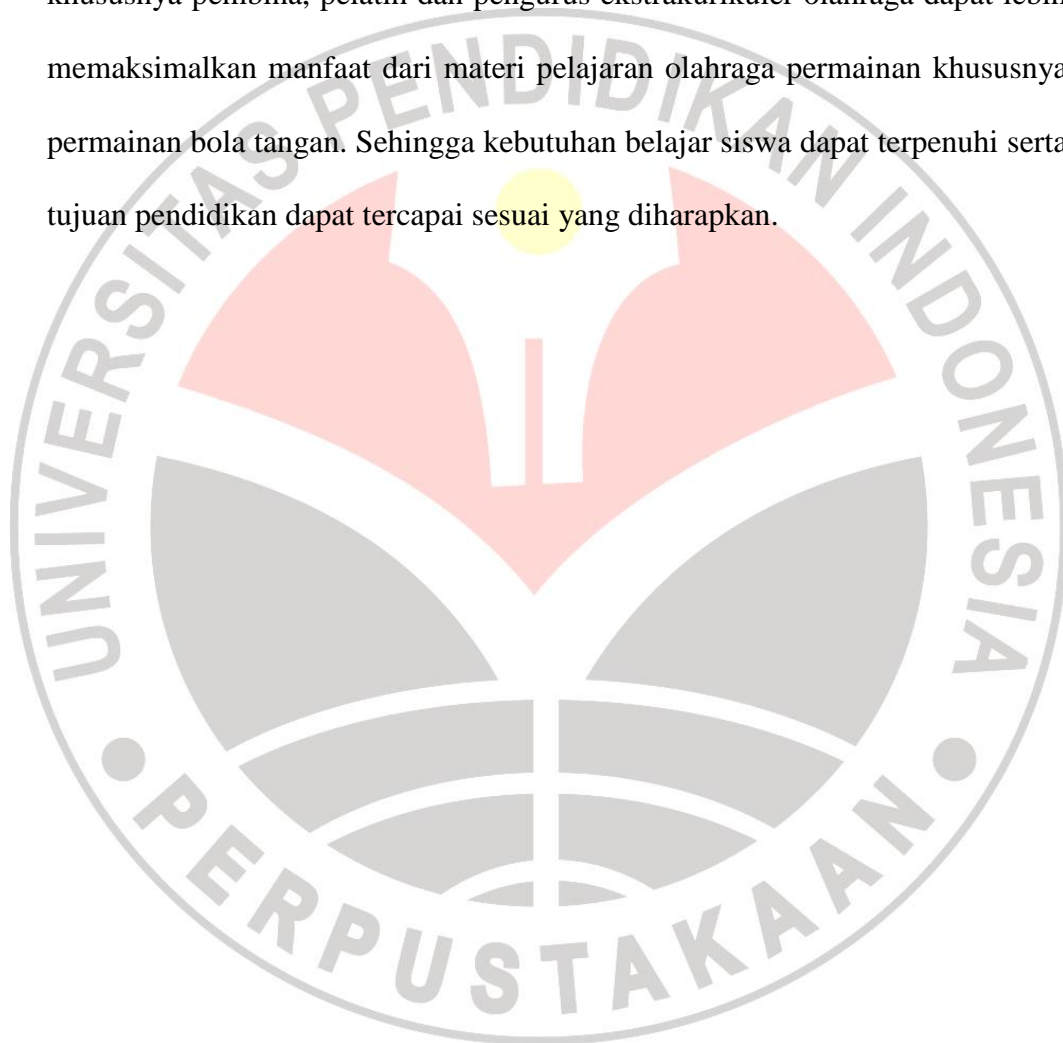 khususnya pembina, pelatih dan pengurus ekstrakurikuler olahraga dapat lebih
memaksimalkan manfaat dari materi pelajaran olahraga permainan khususnya
permainan bola tangan. Sehingga kebutuhan belajar siswa dapat terpenuhi serta
tujuan pendidikan dapat tercapai sesuai yang diharapkan.
UNIVERSITAS PENDIDIKAN INDONESIA
PERPUSTAKAAN